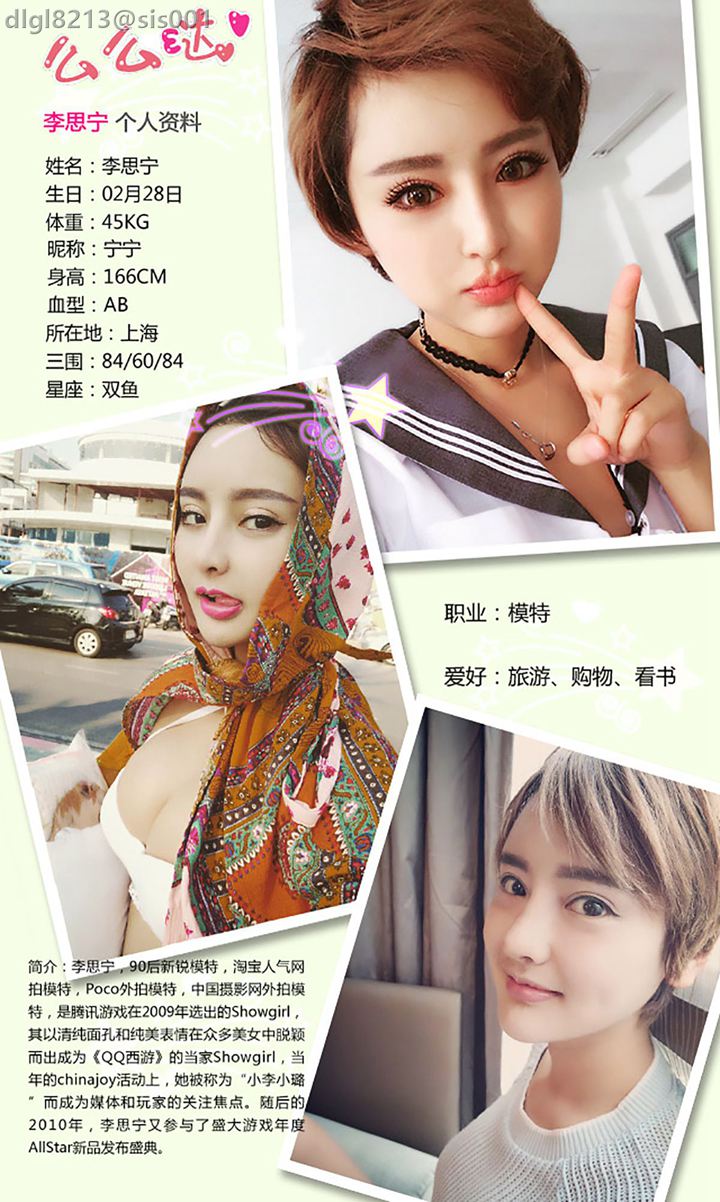 dlgl8213@sis001
么么哒
李思宁 个人资料
姓名：李思宁
生日：02月28日
体重：45KG
昵称：宁宁
身高：166CM
血型：AB
所在地：上海
三围：84/60/84
星座：双鱼
职业：模特
爱好：旅游、购物、看书
简介：李思宁，90后新锐模特，淘宝人气网
拍模特，Poco外拍模特，中国摄影网外拍模
特，是腾讯游戏在2009年选出的Showgirl，
其以清纯面孔和纯美表情在众多美女中脱颖
而出成为《QQ西游》的当家Showgirl，当
年的chinajoy活动上，她被称为“小李小璐
”而成为媒体和玩家的关注焦点。随后的
2010年，李思宁又参与了盛大游戏年度
AllStar新品发布盛典。